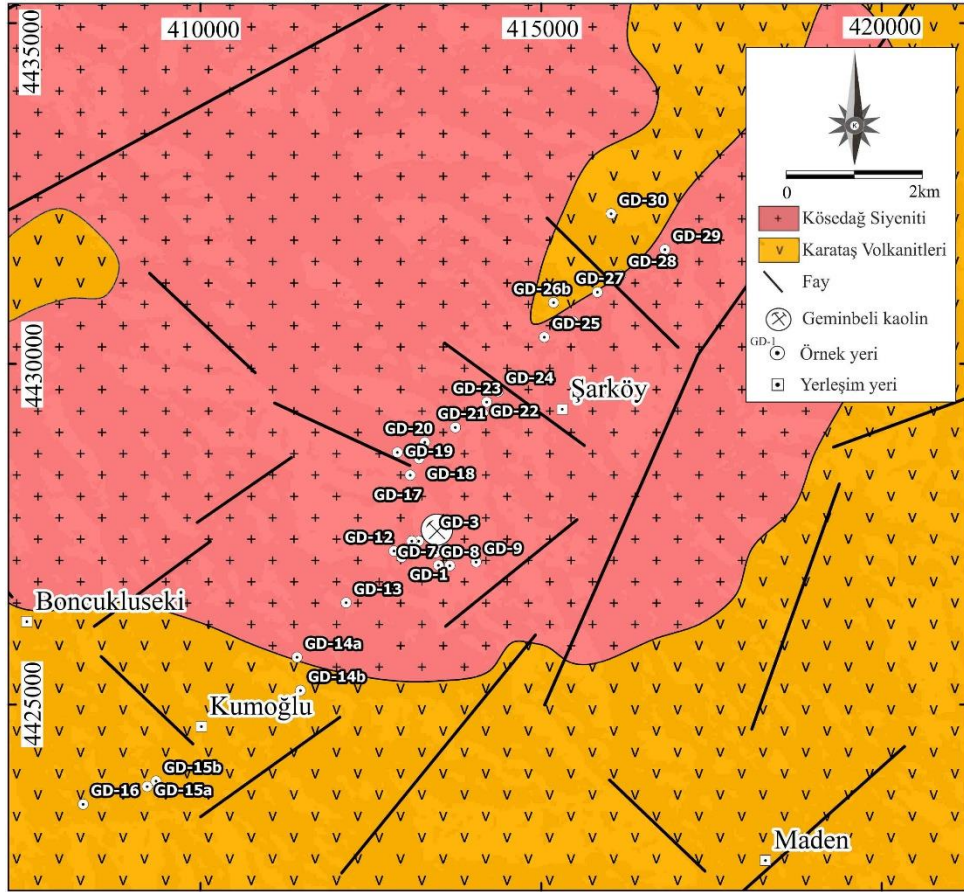 410000
415000
420000
4435000
4430000
4425000
K
0
2km
+ Kösedağ Siyeniti
v Karataş Volkanitleri
Fay
Geminbeli kaolin
GD-1
Örnek yeri
Yerleşim yeri
GD-30
GD-29
GD-28
GD-27
GD-26b
GD-25
GD-24
GD-23
GD-22
GD-21
GD-20
GD-19
GD-18
GD-17
Şarköy
GD-3
GD-12
GD-7
GD-8
GD-9
GD-1
GD-13
Boncukluseki
GD-14a
GD-14b
Kumoğlu
GD-15b
GD-15a
GD-16
Maden